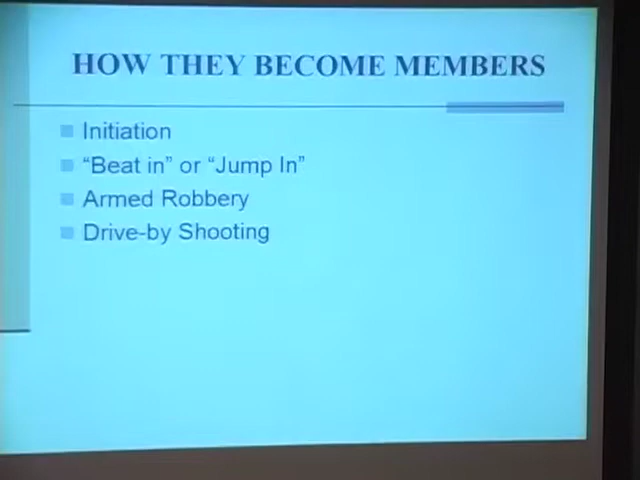 HOW THEY BECOME MEMBERS
Initiation
“Beat in” or “Jump In”
Armed Robbery
Drive-by Shooting